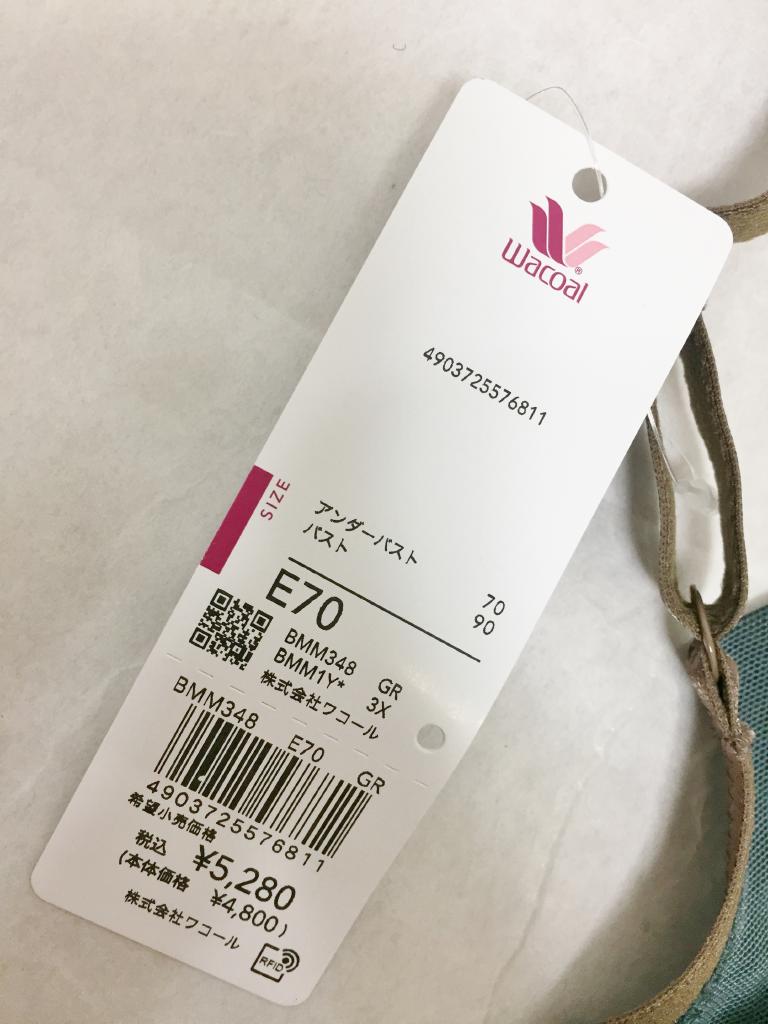 Wacoal®
4903725576811
SIZE
アンダーバスト 70
バスト 90
E70
BMM348 GR
BMM1Y* 3X
株式会社ワコール
BMM348 E70 GR
4903725576811
希望小売価格
税込 ¥5,280
(本体価格 ¥4,800)
株式会社ワコール
RFID